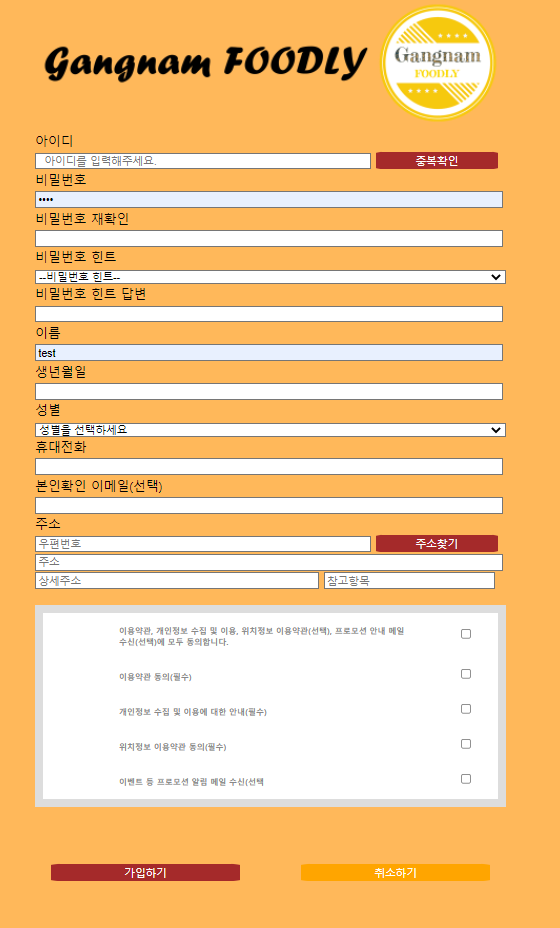 Gangnam FOODLY
Gangnam
FOODLY
아이디
아이디를 입력해주세요. 중복확인
비밀번호
••••
비밀번호 재확인
비밀번호 힌트
--비밀번호 힌트--
비밀번호 힌트 답변
이름
test
생년월일
성별
성별을 선택하세요
휴대전화
본인확인 이메일(선택)
주소
우편번호 주소찾기
주소
상세주소 참고항목
이용약관, 개인정보 수집 및 이용, 위치정보 이용약관(선택), 프로모션 안내 메일
수신(선택)에 모두 동의합니다.
이용약관 동의(필수)
개인정보 수집 및 이용에 대한 안내(필수)
위치정보 이용약관 동의(필수)
이벤트 등 프로모션 알림 메일 수신(선택
가입하기 취소하기